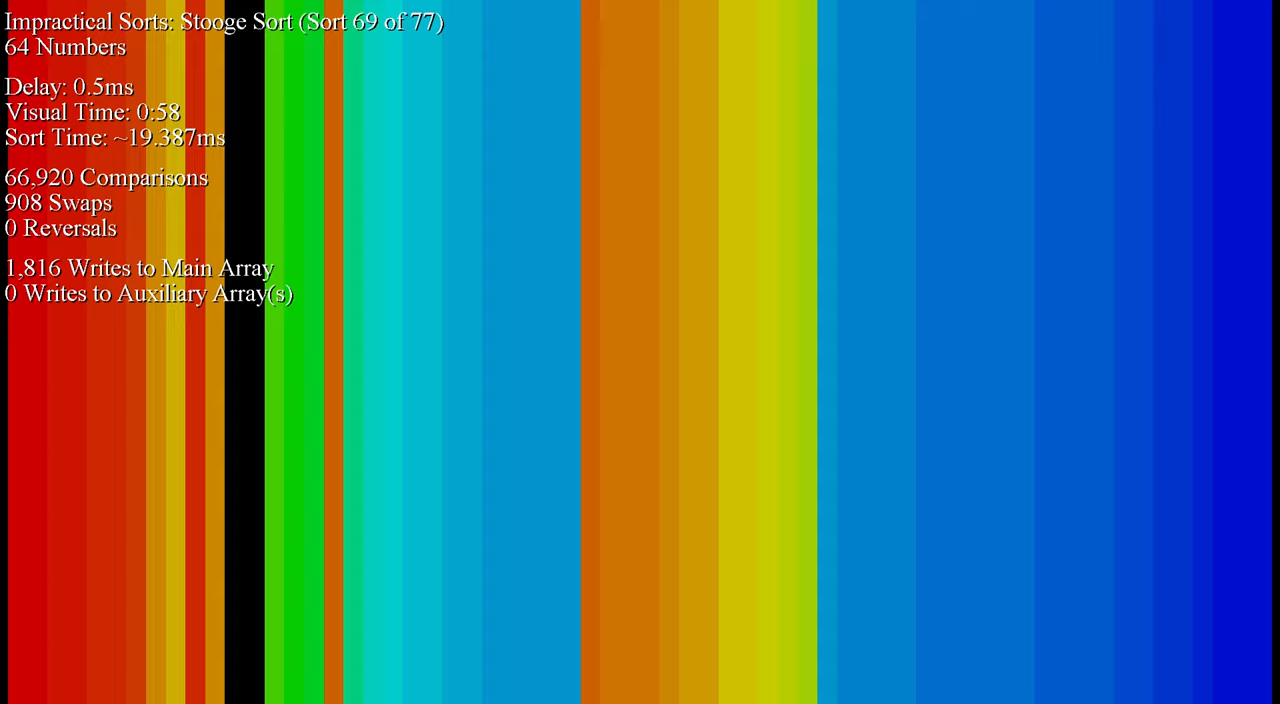 Impractical Sorts: Stooge Sort (Sort 69 of 77)
64 Numbers
Delay: 0.5ms
Visual Time: 0:58
Sort Time: ~19.387ms
66,920 Comparisons
908 Swaps
0 Reversals
1,816 Writes to Main Array
0 Writes to Auxiliary Array(s)